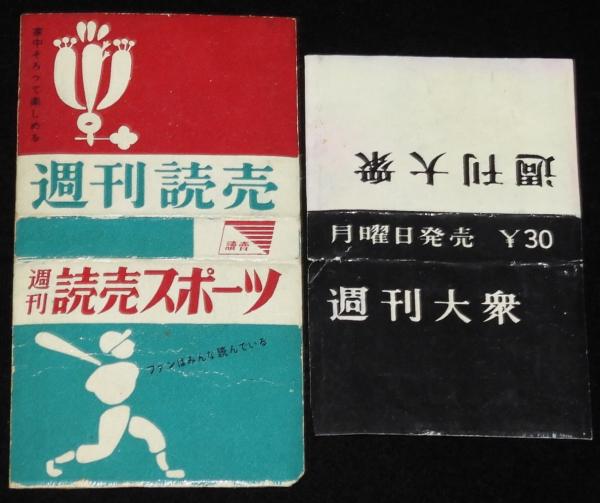 家中そろって楽しめる
週刊読売
讀賣
週刊
読売スポーツ
ファンはみんな読んでいる
週刊大衆
月曜日発売 ¥30
週刊大衆